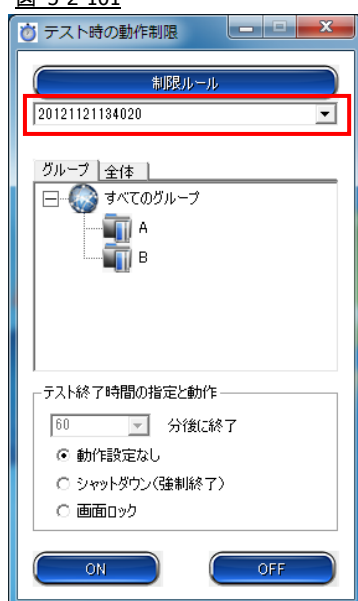 図 5-2-101
テスト時の動作制限
制限ルール
20121121134020
グループ 全体
すべてのグループ
A
B
テスト終了時間の指定と動作
60 分後に終了
動作設定なし
シャットダウン(強制終了)
画面ロック
ON OFF